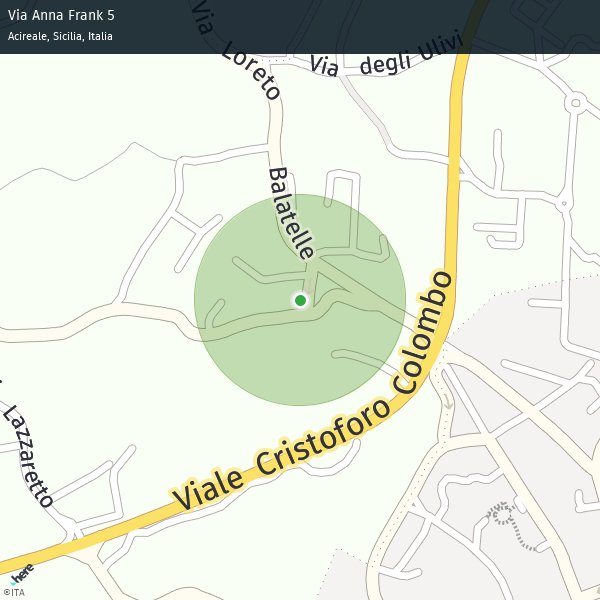 Via Anna Frank 5
Acireale, Sicilia, Italia
Via Loreto
Via degli Ulivi
Balatelle
Viale Cristoforo Colombo
Lazzaretto
here
©ITA